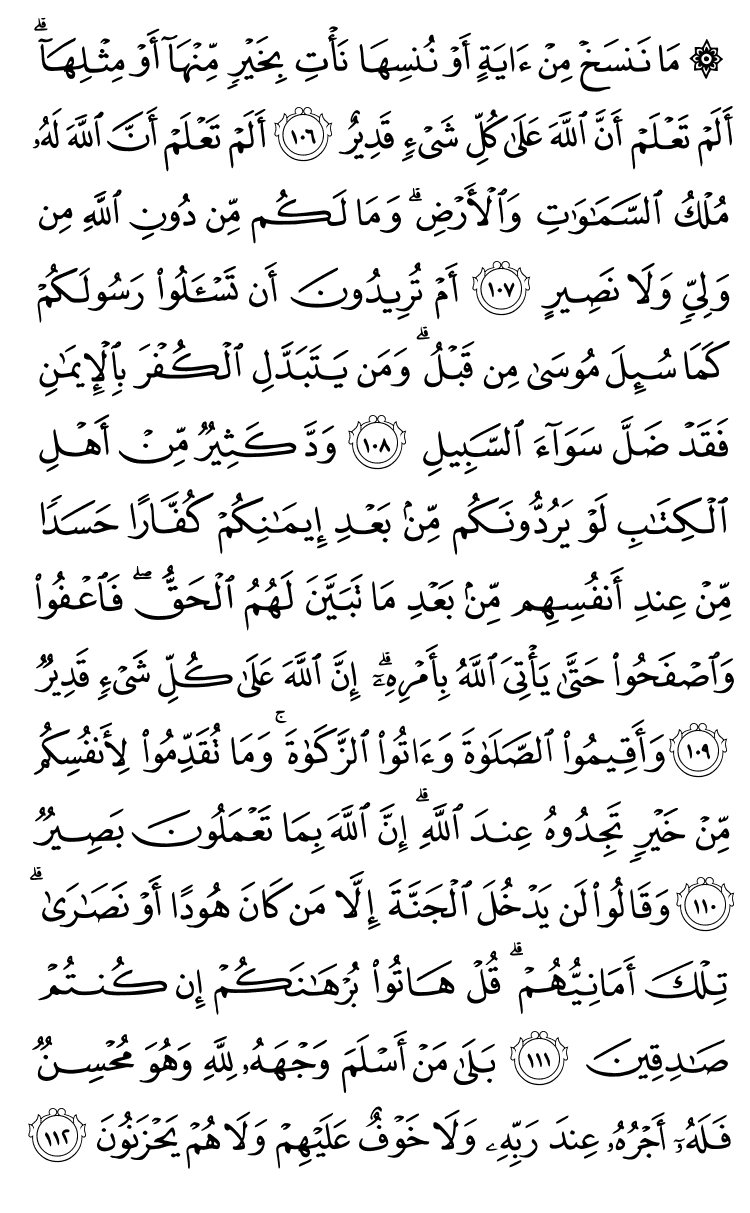 ۞ مَا نَنسَخْ مِنْ ءَايَةٍ أَوْ نُنسِهَا نَأْتِ بِخَيْرٍ مِّنْهَآ أَوْ مِثْلِهَآ ۗ
أَلَمْ تَعْلَمْ أَنَّ ٱللَّهَ عَلَىٰ كُلِّ شَىْءٍ قَدِيرٌ ١٠٦ أَلَمْ تَعْلَمْ أَنَّ ٱللَّهَ لَهُۥ
مُلْكُ ٱلسَّمَـٰوَٰتِ وَٱلْأَرْضِ ۗ وَمَا لَكُم مِّن دُونِ ٱللَّهِ مِن
وَلِىٍّ وَلَا نَصِيرٍ ١٠٧ أَمْ تُرِيدُونَ أَن تَسْـَٔلُوا۟ رَسُولَكُمْ
كَمَا سُئِلَ مُوسَىٰ مِن قَبْلُ ۗ وَمَن يَتَبَدَّلِ ٱلْكُفْرَ بِٱلْإِيمَـٰنِ
فَقَدْ ضَلَّ سَوَآءَ ٱلسَّبِيلِ ١٠٨ وَدَّ كَثِيرٌ مِّنْ أَهْلِ
ٱلْكِتَـٰبِ لَوْ يَرُدُّونَكُم مِّنۢ بَعْدِ إِيمَـٰنِكُمْ كُفَّارًا حَسَدًا
مِّنْ عِندِ أَنفُسِهِم مِّنۢ بَعْدِ مَا تَبَيَّنَ لَهُمُ ٱلْحَقُّ ۖ فَٱعْفُوا۟
وَٱصْفَحُوا۟ حَتَّىٰ يَأْتِىَ ٱللَّهُ بِأَمْرِهِۦٓ ۗ إِنَّ ٱللَّهَ عَلَىٰ كُلِّ شَىْءٍ قَدِيرٌ
١٠٩ وَأَقِيمُوا۟ ٱلصَّلَوٰةَ وَءَاتُوا۟ ٱلزَّكَوٰةَ ۚ وَمَا تُقَدِّمُوا۟ لِأَنفُسِكُم
مِّنْ خَيْرٍ تَجِدُوهُ عِندَ ٱللَّهِ ۗ إِنَّ ٱللَّهَ بِمَا تَعْمَلُونَ بَصِيرٌ
١١٠ وَقَالُوا۟ لَن يَدْخُلَ ٱلْجَنَّةَ إِلَّا مَن كَانَ هُودًا أَوْ نَصَـٰرَىٰ ۗ
تِلْكَ أَمَانِيُّهُمْ ۗ قُلْ هَاتُوا۟ بُرْهَـٰنَكُمْ إِن كُنتُمْ
صَـٰدِقِينَ ١١١ بَلَىٰ مَنْ أَسْلَمَ وَجْهَهُۥ لِلَّهِ وَهُوَ مُحْسِنٌ
فَلَهُۥٓ أَجْرُهُۥ عِندَ رَبِّهِۦ وَلَا خَوْفٌ عَلَيْهِمْ وَلَا هُمْ يَحْزَنُونَ ١١٢